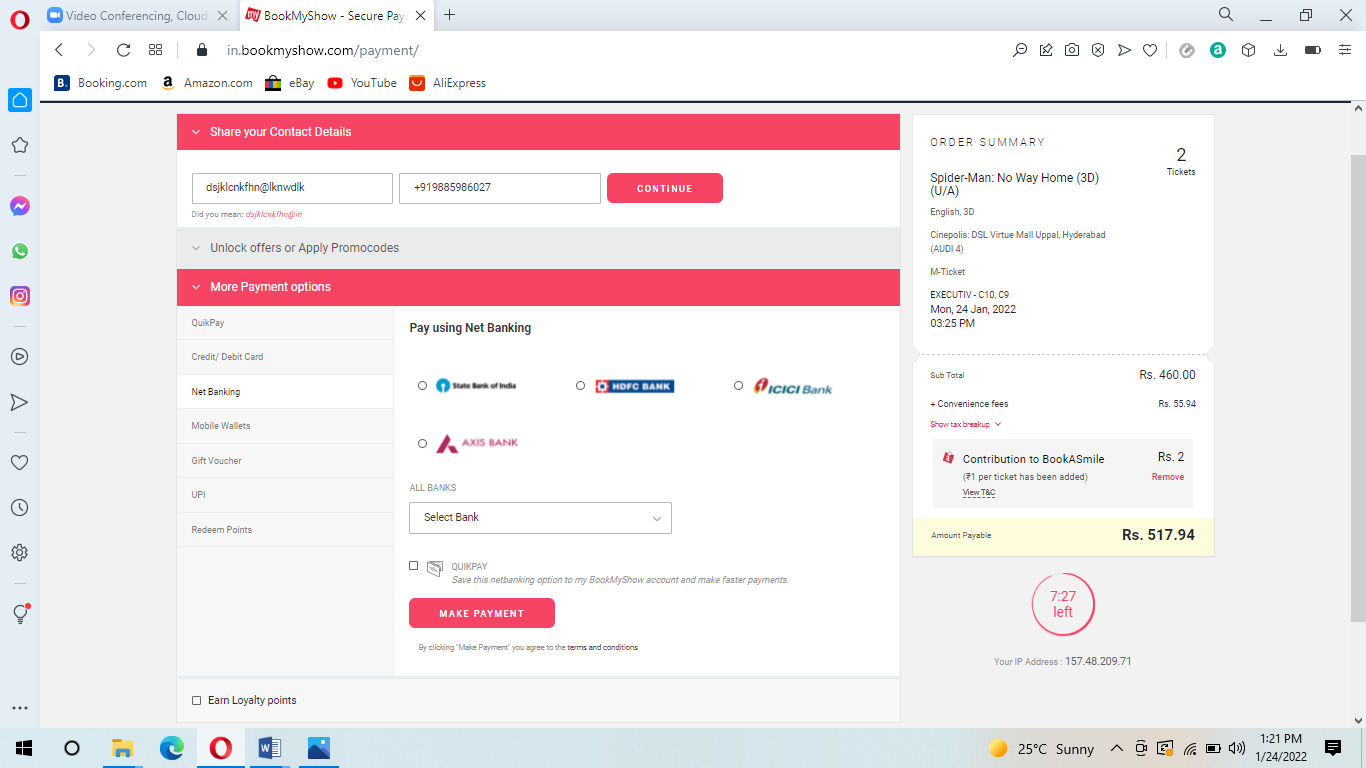 Video Conferencing, Cloud
BookMyShow - Secure Pay
in.bookmyshow.com/payment/
B. Booking.com
a Amazon.com
eBay
YouTube
AliExpress
Share your Contact Details
dsjklcnkfhn@lknwdlk
+919885986027
CONTINUE
Did you mean: dsjklcnkfhn@in
Unlock offers or Apply Promocodes
More Payment options
QuikPay
Credit/ Debit Card
Net Banking
Mobile Wallets
Gift Voucher
UPI
Redeem Points
Pay using Net Banking
State Bank of India
HDFC BANK
ICICI Bank
AXIS BANK
ALL BANKS
Select Bank
QUIKPAY
Save this netbanking option to my BookMyShow account and make faster payments.
MAKE PAYMENT
By clicking "Make Payment" you agree to the terms and conditions
Earn Loyalty points
ORDER SUMMARY
2
Tickets
Spider-Man: No Way Home (3D)
(U/A)
English, 3D
Cinepolis: DSL Virtue Mall Uppal, Hyderabad
(AUDI 4)
M-Ticket
EXECUTIV - C10, C9
Mon, 24 Jan, 2022
03:25 PM
Sub Total Rs. 460.00
+ Convenience fees Rs. 55.94
Show tax breakup
Contribution to BookASmile Rs. 2
(₹1 per ticket has been added) Remove
View T&C
Amount Payable Rs. 517.94
7:27
left
Your IP Address : 157.48.209.71
25°C Sunny
1:21 PM
1/24/2022